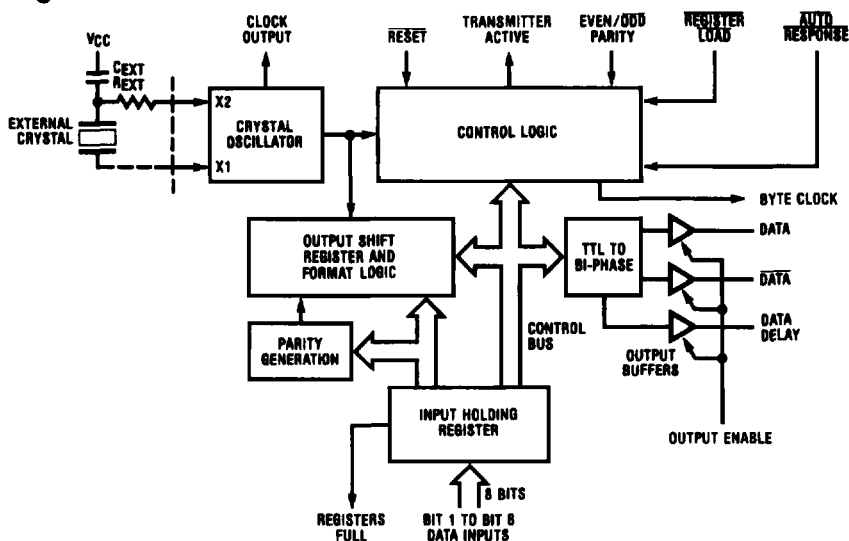 CLOCK
OUTPUT
RESET
TRANSMITTER
ACTIVE
EVEN/ODD
PARITY
REGISTER
LOAD
AUTO
RESPONSE
VCC
CEXT
REXT
EXTERNAL
CRYSTAL
X2
X1
CRYSTAL
OSCILLATOR
CONTROL LOGIC
BYTE CLOCK
OUTPUT SHIFT
REGISTER AND
FORMAT LOGIC
TTL TO
BI-PHASE
DATA
DATA
DATA
DELAY
PARITY
GENERATION
CONTROL
BUS
OUTPUT
BUFFERS
INPUT HOLDING
REGISTER
OUTPUT ENABLE
8 BITS
REGISTERS
FULL
BIT 1 TO BIT 8
DATA INPUTS